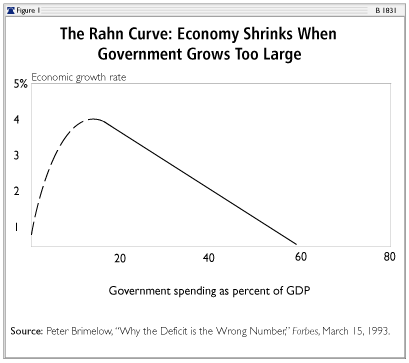 Figure 1
B 1831
The Rahn Curve: Economy Shrinks When
Government Grows Too Large
Economic growth rate
5%
4
3
2
1
20
40
60
80
Government spending as percent of GDP
Source: Peter Brimelow, "Why the Deficit is the Wrong Number," Forbes, March 15, 1993.